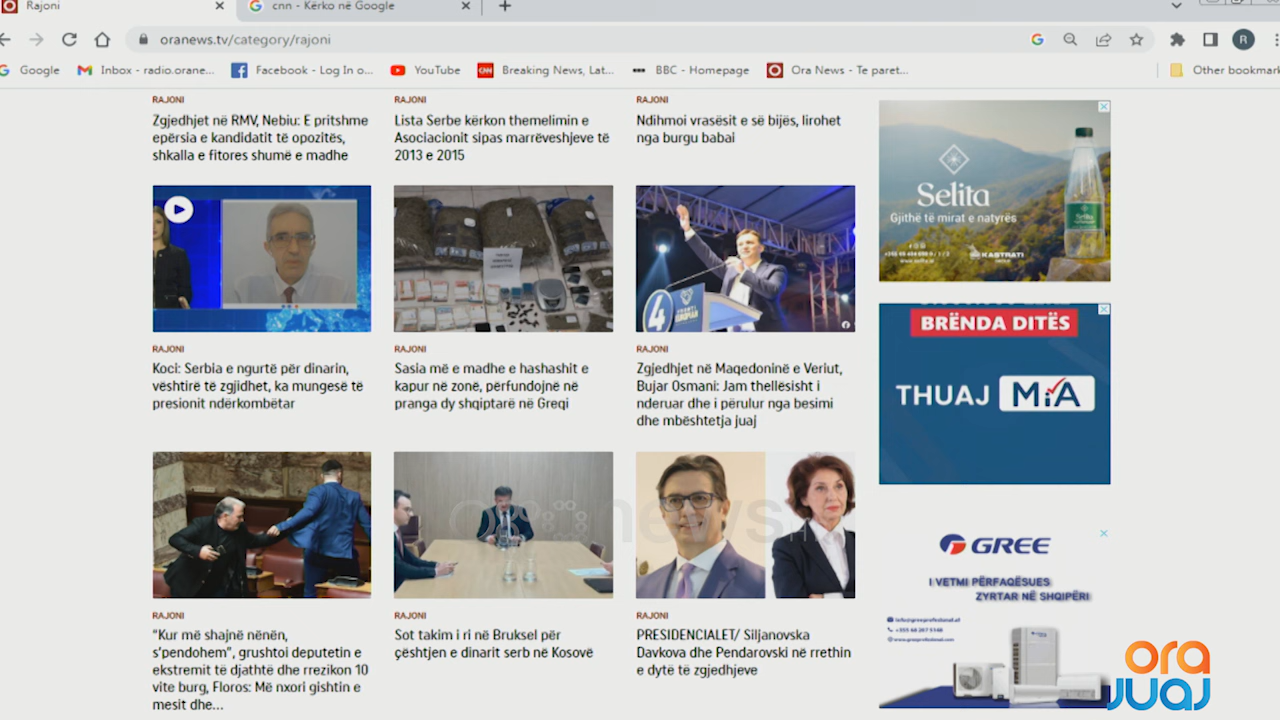 Rajoni
cnn - Kërko në Google
oranews.tv/category/rajoni
R
Google
Inbox - radio.orane...
Facebook - Log In o...
YouTube
Breaking News, Lat...
BBC - Homepage
Ora News - Te paret...
Other bookmark
RAJONI
Zgjedhjet në RMV, Nebiu: E pritshme
epërsia e kandidatit të opozitës,
shkalla e fitores shumë e madhe
RAJONI
Lista Serbe kërkon themelimin e
Asociacionit sipas marrëveshjeve të
2013 e 2015
RAJONI
Ndihmoi vrasësit e së bijës, lirohet
nga burgu babai
Selita
Gjithë të mirat e natyrës
KASTRATI
RAJONI
Koci: Serbia e ngurtë për dinarin,
vështirë të zgjidhet, ka mungesë të
presionit ndërkombëtar
RAJONI
Sasia më e madhe e hashashit e
kapur në zonë, përfundojnë në
pranga dy shqiptarë në Greqi
4
RAJONI
Zgjedhjet në Maqedoninë e Veriut,
Bujar Osmani: Jam thellësisht i
nderuar dhe i përulur nga besimi
dhe mbështetja juaj
BRËNDA DITËS
THUAJ MIA
RAJONI
"Kur ma shajnë nënën,
s'pendohem", grushtoi deputetin e
ekstremit të djathtë dhe rrezikon 10
vite burg, Floros: Më nxori gishtin e
mesit dhe...
RAJONI
Sot takim i ri në Bruksel për
çështjen e dinarit serb në Kosovë
RAJONI
PRESIDENCIALET/ Siljanovska
Davkova dhe Pendarovski në rrethin
e dytë të zgjedhjeve
GREE
I VETMI PËRFAQËSUES
ZYRTAR NË SHQIPËRI
oranews
ora
juaj